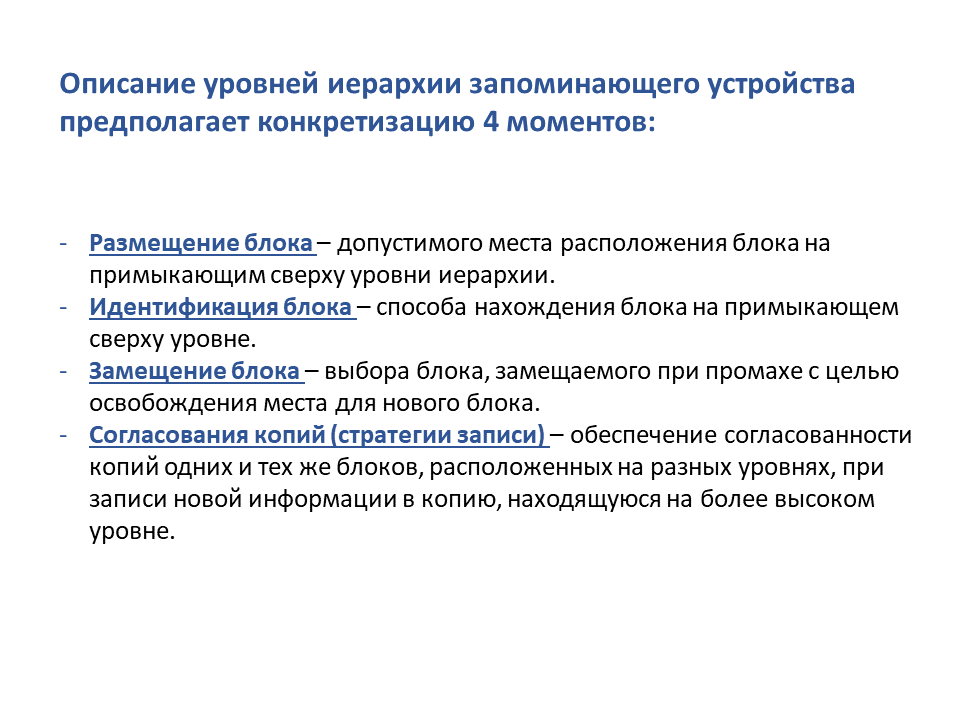 Описание уровней иерархии запоминающего устройства
предполагает конкретизацию 4 моментов:
- Размещение блока – допустимого места расположения блока на
примыкающим сверху уровни иерархии.
- Идентификация блока – способа нахождения блока на примыкающем
сверху уровне.
- Замещение блока – выбора блока, замещаемого при промахе с целью
освобождения места для нового блока.
- Согласования копий (стратегии записи) – обеспечение согласованности
копий одних и тех же блоков, расположенных на разных уровнях, при
записи новой информации в копию, находящуюся на более высоком
уровне.